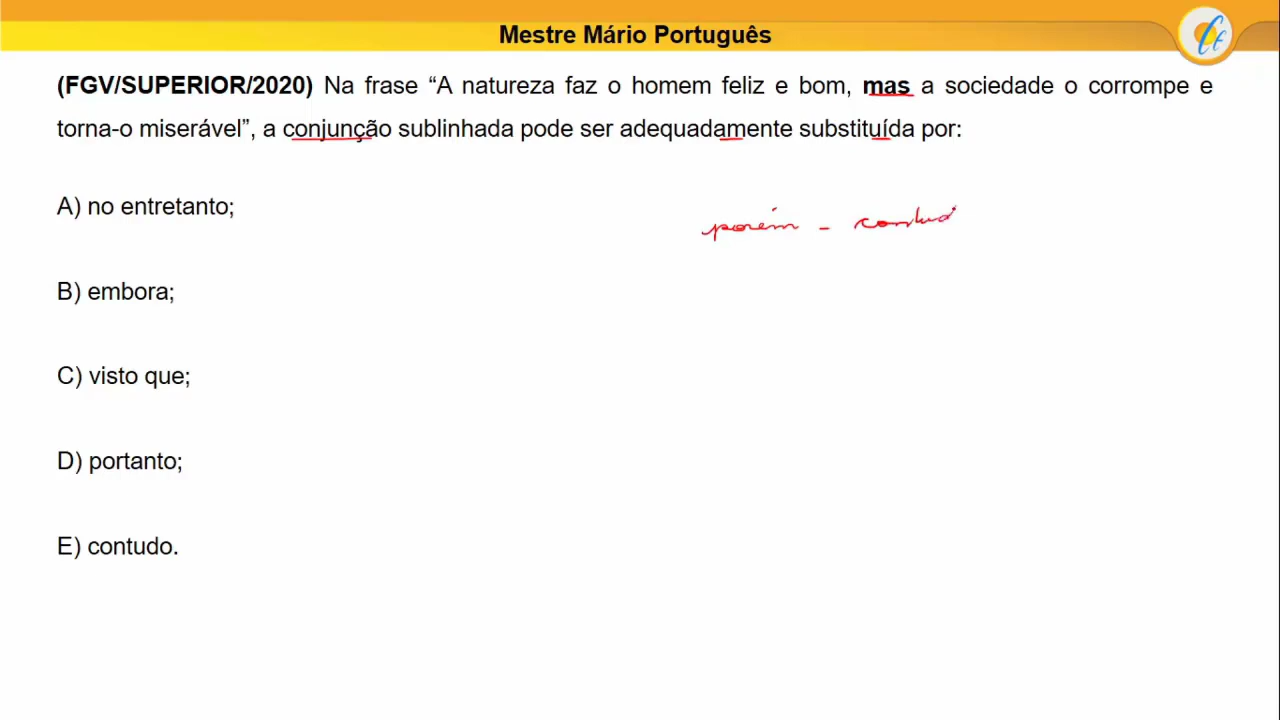 Mestre Mário Português
(FGV/SUPERIOR/2020) Na frase “A natureza faz o homem feliz e bom, mas a sociedade o corrompe e
torna-o miserável”, a conjunção sublinhada pode ser adequadamente substituída por:
A) no entretanto;
porém - contud
B) embora;
C) visto que;
D) portanto;
E) contudo.